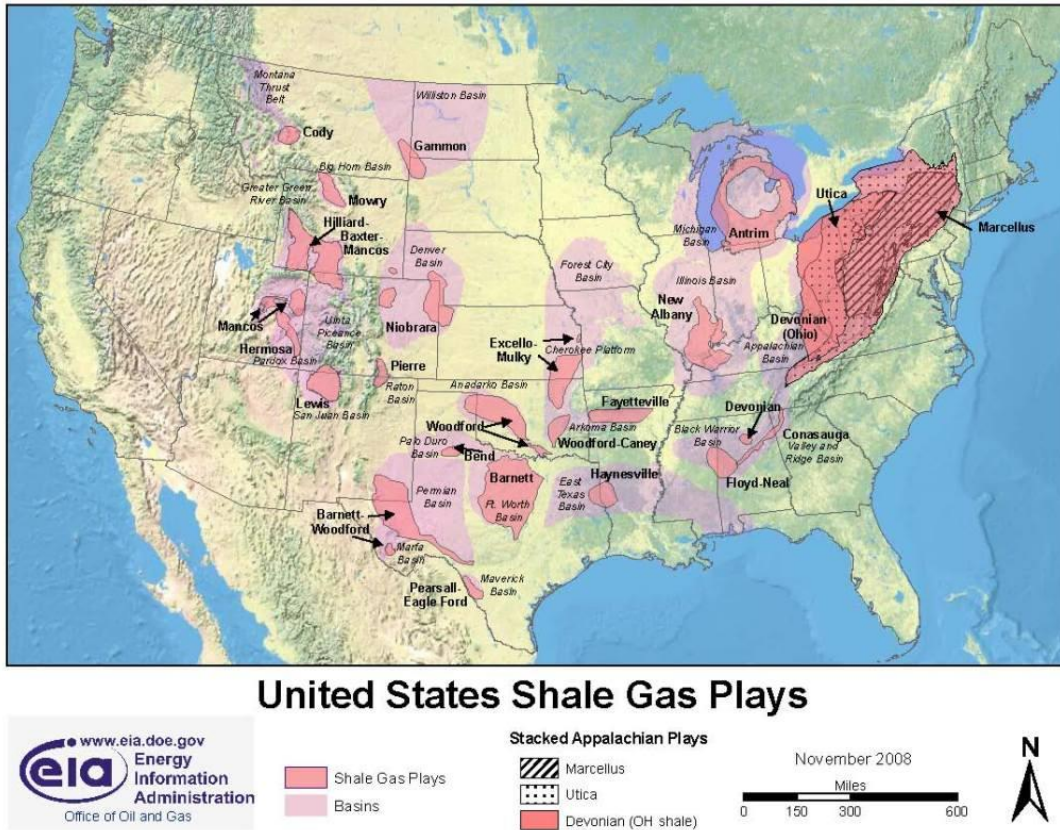 Montana
Thrust
Belt
Cody
Williston Basin
Gammon
Big Horn Basin
Greater Green
River Basin
Mowry
Hilliard-
Baxter-
Mancos
Denver
Basin
Niobrara
Mancos
Uinta
Piceance
Basin
Hermosa
Paradox Basin
Lewis
San Juan Basin
Pierre
Raton
Basin
Anadarko Basin
Forest City
Basin
Excello-
Mulky
Cherokee Platform
Michigan
Basin
Antrim
Illinois Basin
New
Albany
Utica
Marcellus
Devonian
(Ohio)
Appalachian
Basin
Fayetteville
Arkoma Basin
Woodford-Caney
Woodford
Palo Duro
Basin
Bend
Barnett
Ft. Worth
Basin
Permian
Basin
Barnett-
Woodford
Marfa
Basin
Pearsall-
Eagle Ford
Maverick
Basin
East
Texas
Basin
Haynesville
Black Warrior
Basin
Devonian
Conasauga
Valley and
Ridge Basin
Floyd-Neal
United States Shale Gas Plays
www.eia.doe.gov
eia
Energy
Information
Administration
Office of Oil and Gas
Shale Gas Plays
Basins
Stacked Appalachian Plays
Marcellus
Utica
Devonian (OH shale)
November 2008
Miles
0 150 300 600
N